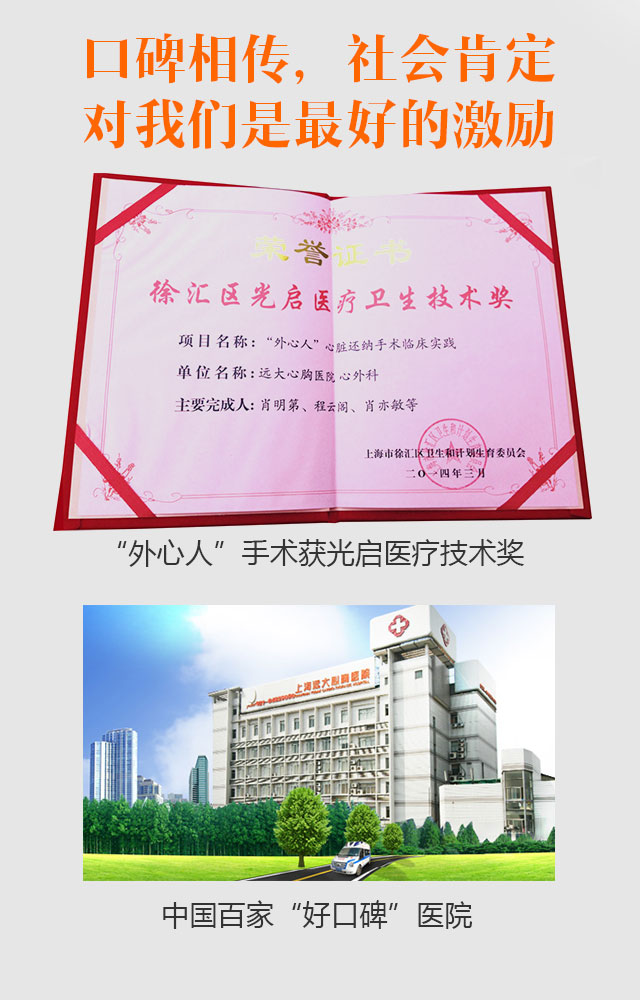 口碑相传，社会肯定
对我们是最好的激励
荣誉证书
徐汇区光启医疗卫生技术奖
项目名称：“外心人”心脏还纳手术临床实践
单位名称：远大心胸医院心外科
主要完成人：肖明第、程云阁、肖亦敏等
上海市徐汇区卫生和计划生育委员会
二〇一四年三月
“外心人”手术获光启医疗技术奖
上海远大心胸医院
中国百家“好口碑”医院